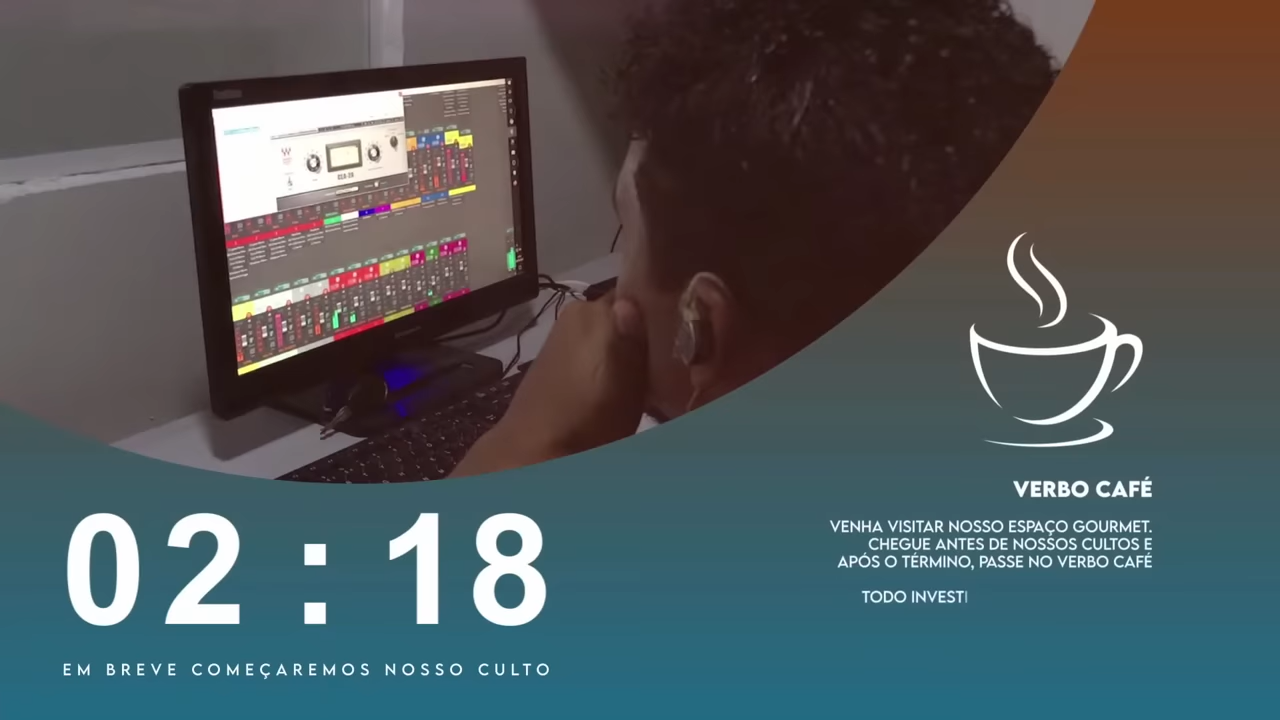 02:18
EM BREVE COMEÇAREMOS NOSSO CULTO
VERBO CAFÉ
VENHA VISITAR NOSSO ESPAÇO GOURMET.
CHEGUE ANTES DE NOSSOS CULTOS E
APÓS O TÉRMINO, PASSE NO VERBO CAFÉ
TODO INVESTI